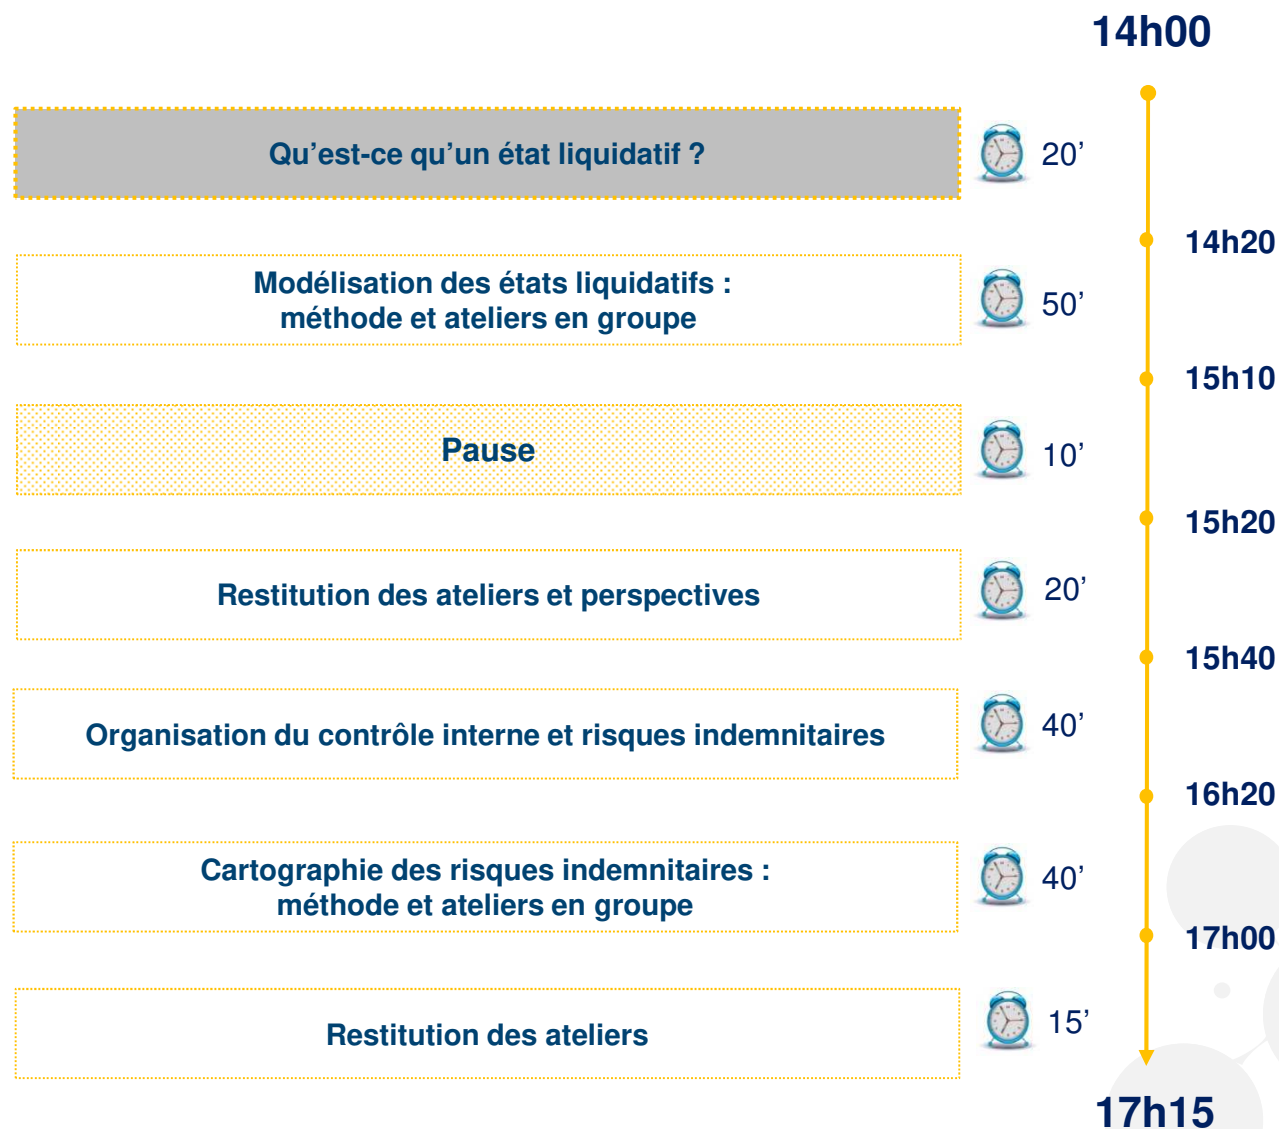 14h00
Qu’est-ce qu’un état liquidatif ?
20’
14h20
Modélisation des états liquidatifs :
méthode et ateliers en groupe
50’
15h10
Pause
10’
15h20
Restitution des ateliers et perspectives
20’
15h40
Organisation du contrôle interne et risques indemnitaires
40’
16h20
Cartographie des risques indemnitaires :
méthode et ateliers en groupe
40’
17h00
Restitution des ateliers
15’
17h15